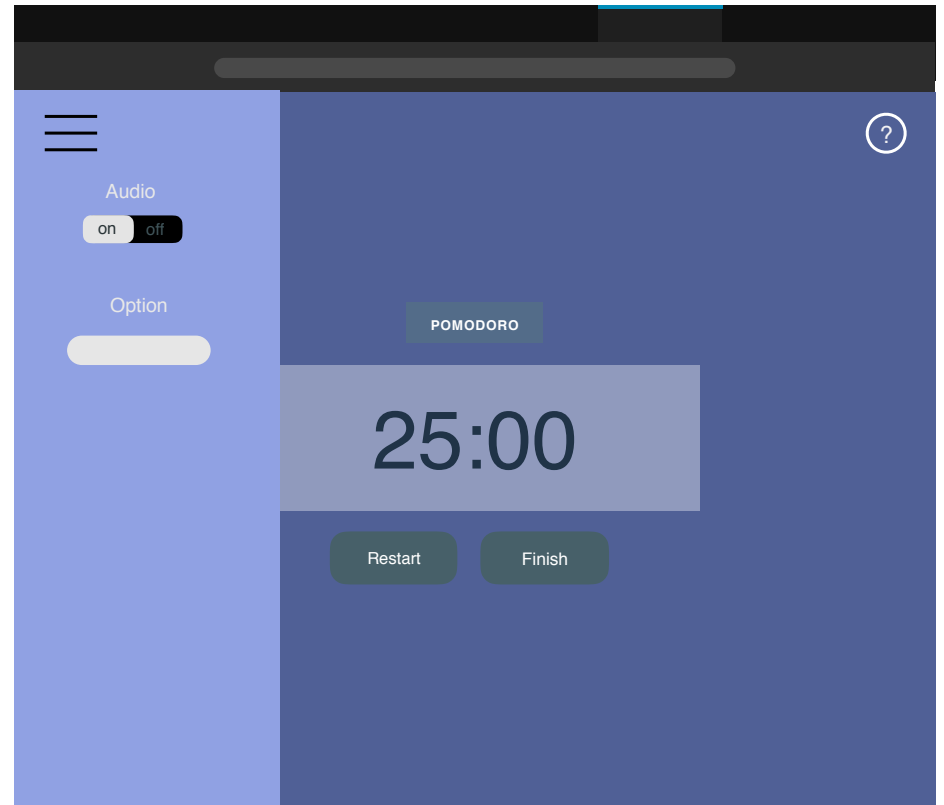 ?
Audio
on off
Option
POMODORO
25:00
Restart Finish